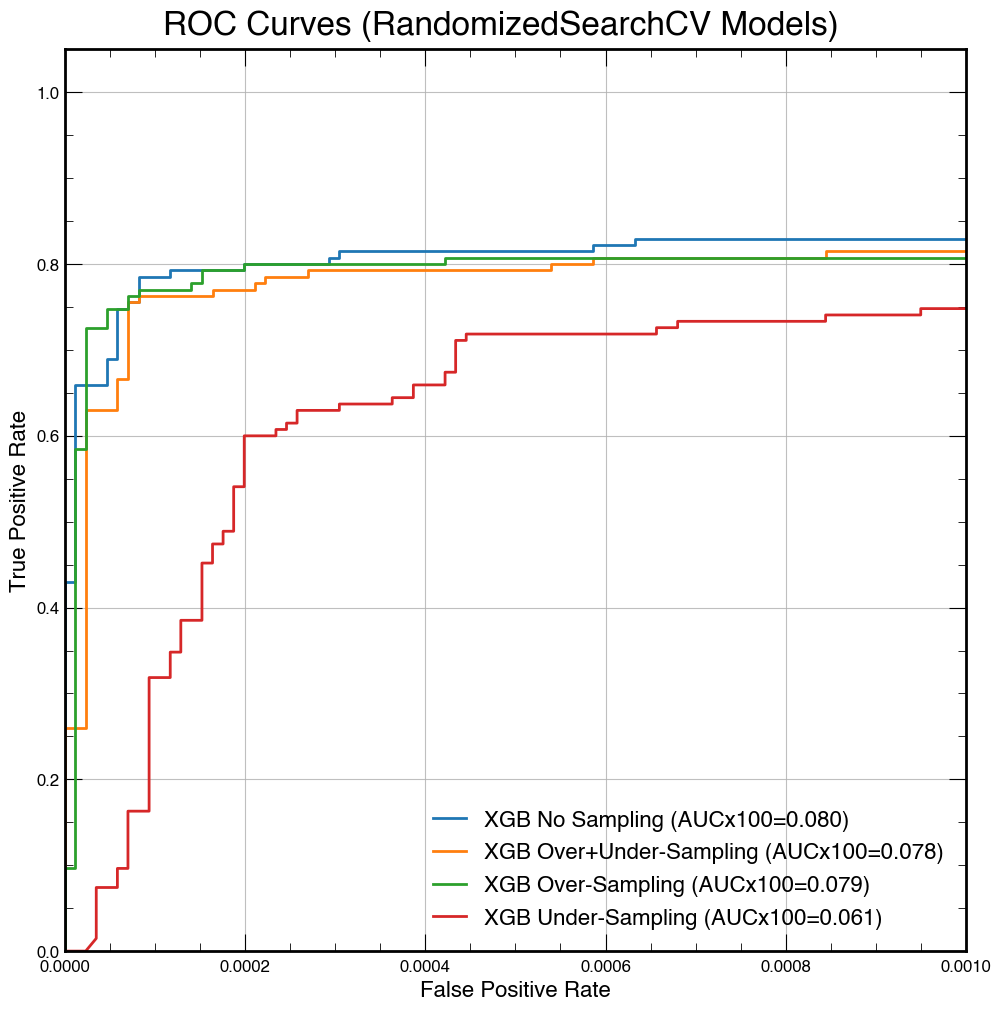 ROC Curves (RandomizedSearchCV Models)
1.0
0.8
0.6
0.4
0.2
0.0
True Positive Rate
XGB No Sampling (AUCx100=0.080)
XGB Over+Under-Sampling (AUCx100=0.078)
XGB Over-Sampling (AUCx100=0.079)
XGB Under-Sampling (AUCx100=0.061)
0.0000 0.0002 0.0004 0.0006 0.0008 0.0010
False Positive Rate